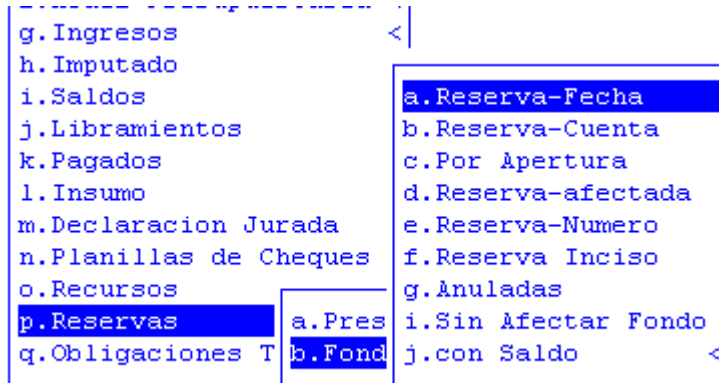 g.Ingresos <
h.Imputado
i.Saldos
j.Libramientos
k.Pagados
l.Insumo
m.Declaracion Jurada
n.Planillas de Cheques
o.Recursos
p.Reservas
q.Obligaciones T
a.Pres
b.Fond
a.Reserva-Fecha
b.Reserva-Cuenta
c.Por Apertura
d.Reserva-afectada
e.Reserva-Numero
f.Reserva Inciso
g.Anuladas
i.Sin Afectar Fondo
j.con Saldo <